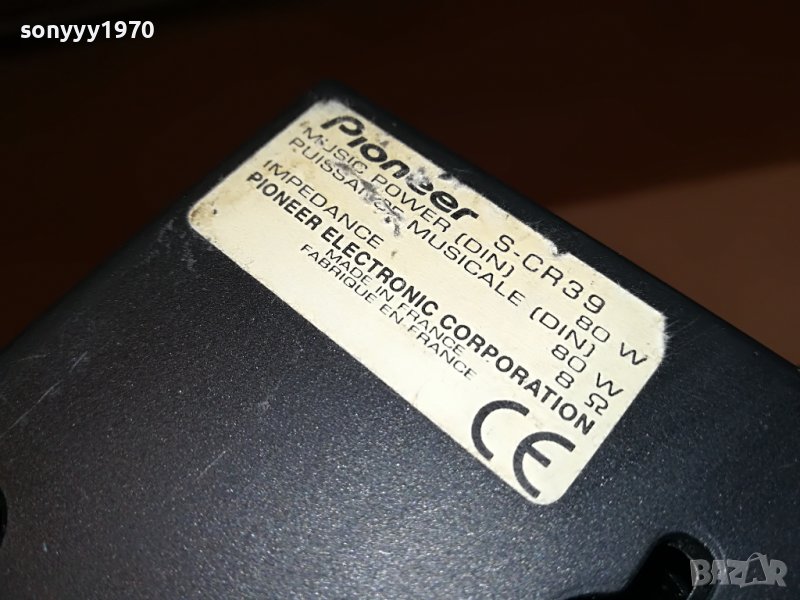 sonyyy1970
Pioneer S-CR39
MUSIC POWER (DIN) 80 W
PUISSANCE MUSICALE (DIN) 80 W
IMPEDANCE 8 Ω
PIONEER ELECTRONIC CORPORATION
MADE IN FRANCE
FABRIQUE EN FRANCE
CE
BAZAR